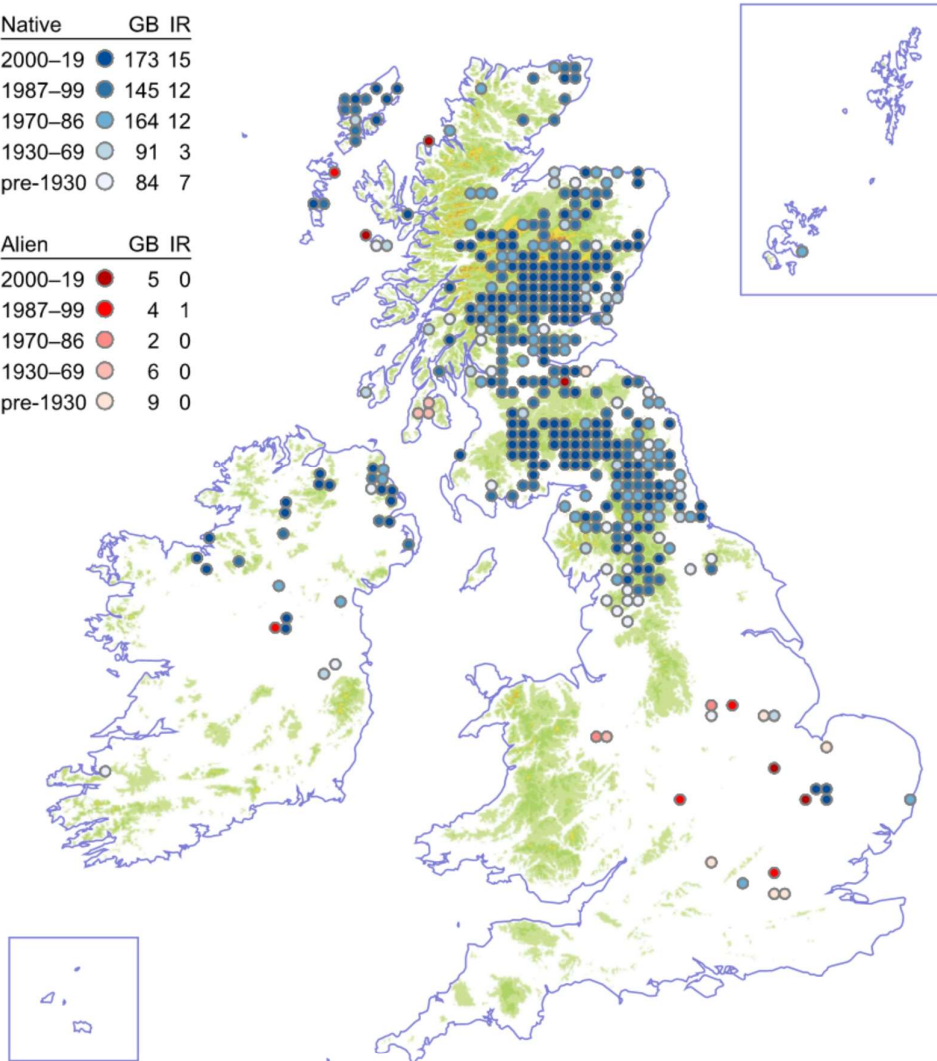 Native GB IR
2000–19 173 15
1987–99 145 12
1970–86 164 12
1930–69 91 3
pre-1930 84 7
Alien GB IR
2000–19 5 0
1987–99 4 1
1970–86 2 0
1930–69 6 0
pre-1930 9 0